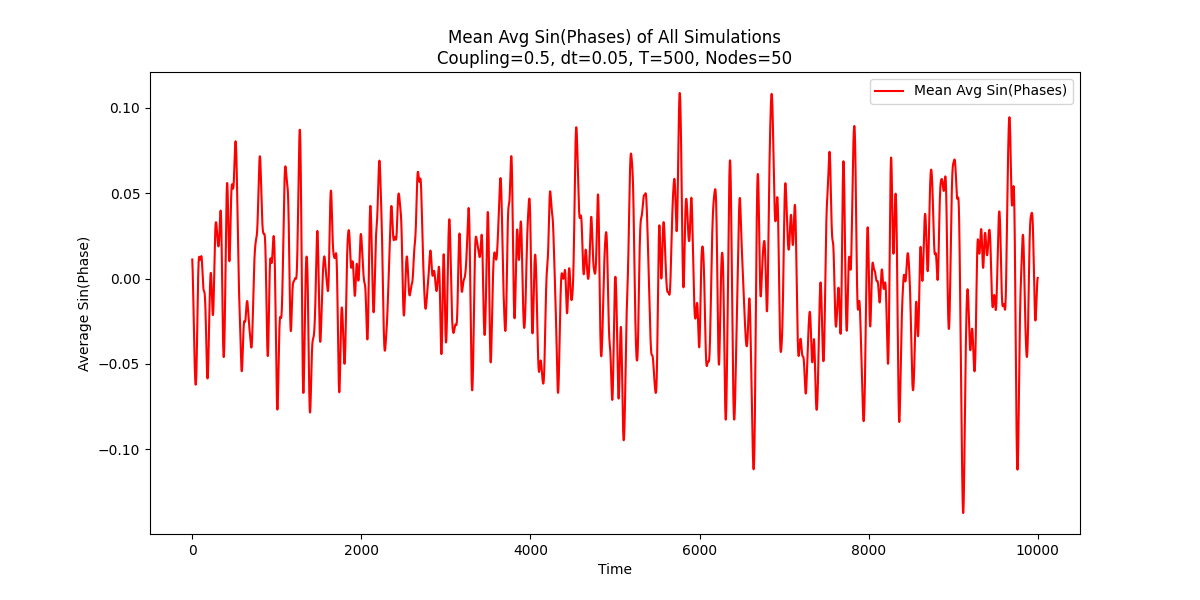 Mean Avg Sin(Phases) of All Simulations
Coupling=0.5, dt=0.05, T=500, Nodes=50
Mean Avg Sin(Phases)
Average Sin(Phase)
0.10
0.05
0.00
−0.05
−0.10
0 2000 4000 6000 8000 10000
Time